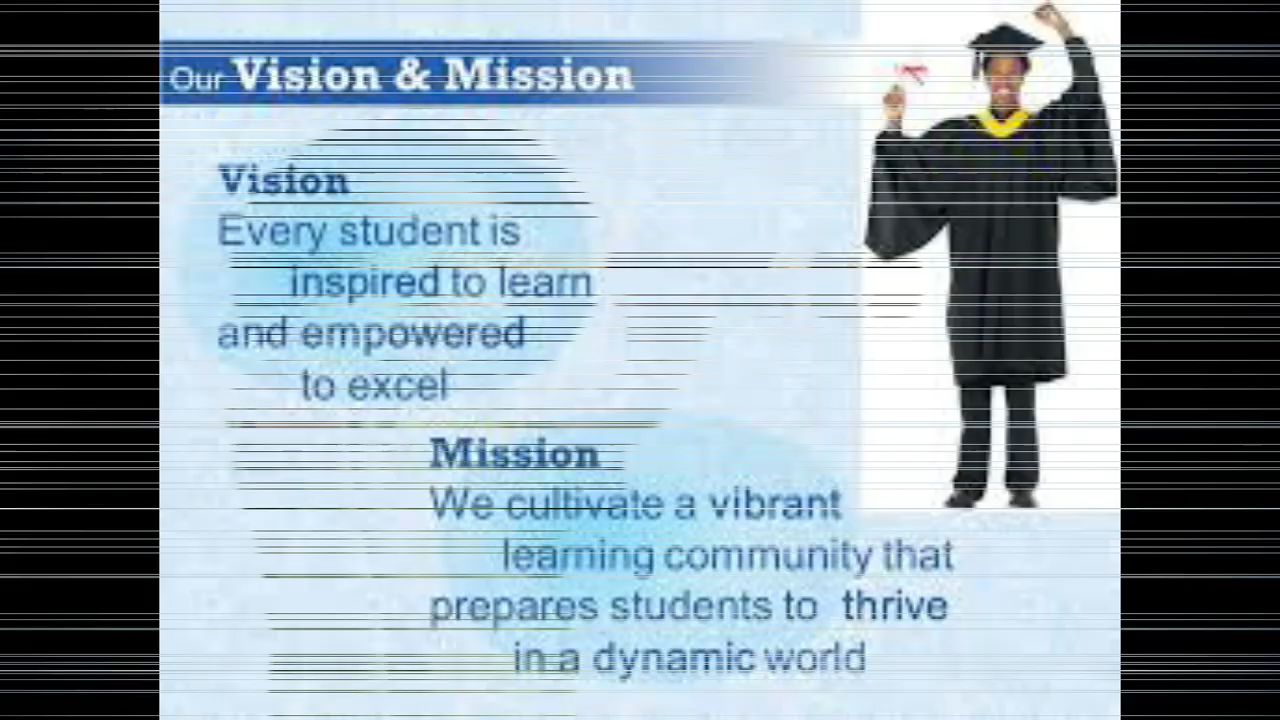 Our Vision & Mission
Vision
Every student is
inspired to learn
and empowered
to excel
Mission
We cultivate a vibrant
learning community that
prepares students to thrive
in a dynamic world